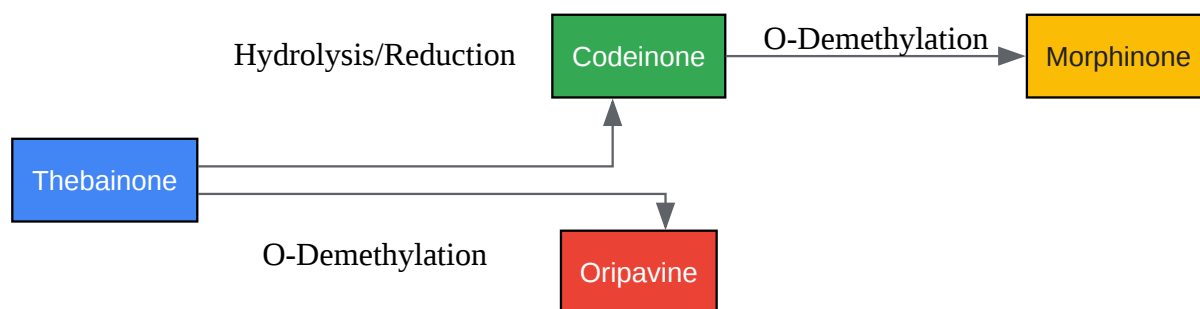 O-Demethylation
Hydrolysis/Reduction
Codeinone
Morphinone
Thebainone
O-Demethylation
Oripavine